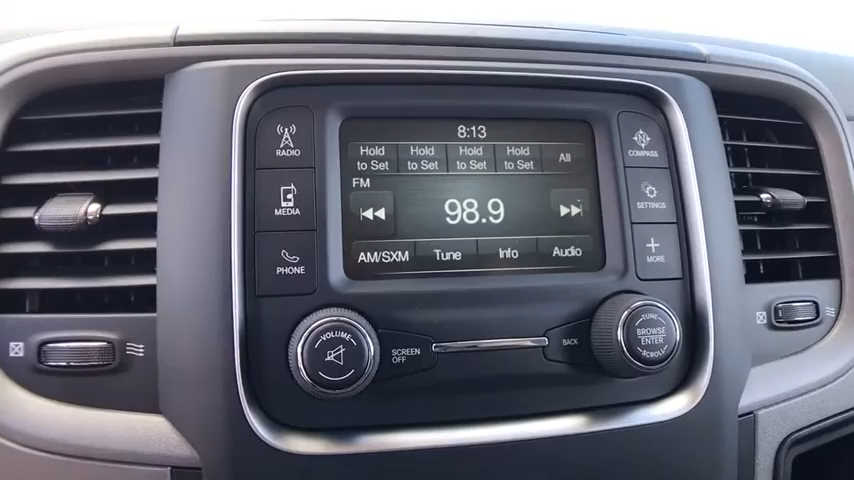 8:13
Hold to Set
Hold to Set
Hold to Set
Hold to Set
All
FM
98.9
AM/SXM
Tune
Info
Audio
RADIO
MEDIA
PHONE
N
COMPASS
SETTINGS
MORE
VOLUME
SCREEN
OFF
BACK
TUNE
BROWSE
ENTER
SCROLL